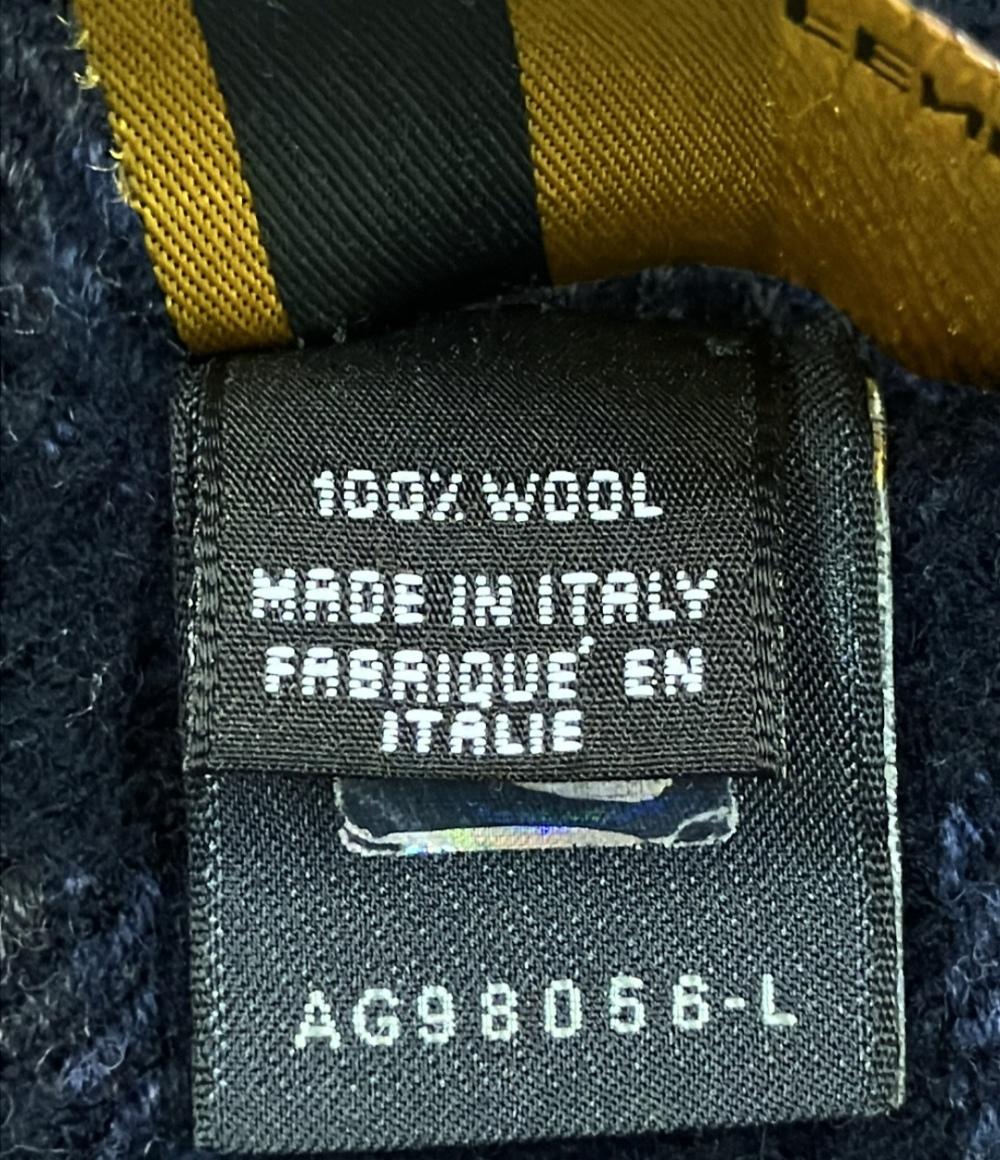 100% WOOL
MADE IN ITALY
FABRIQUE' EN
ITALIE
AG98056-L